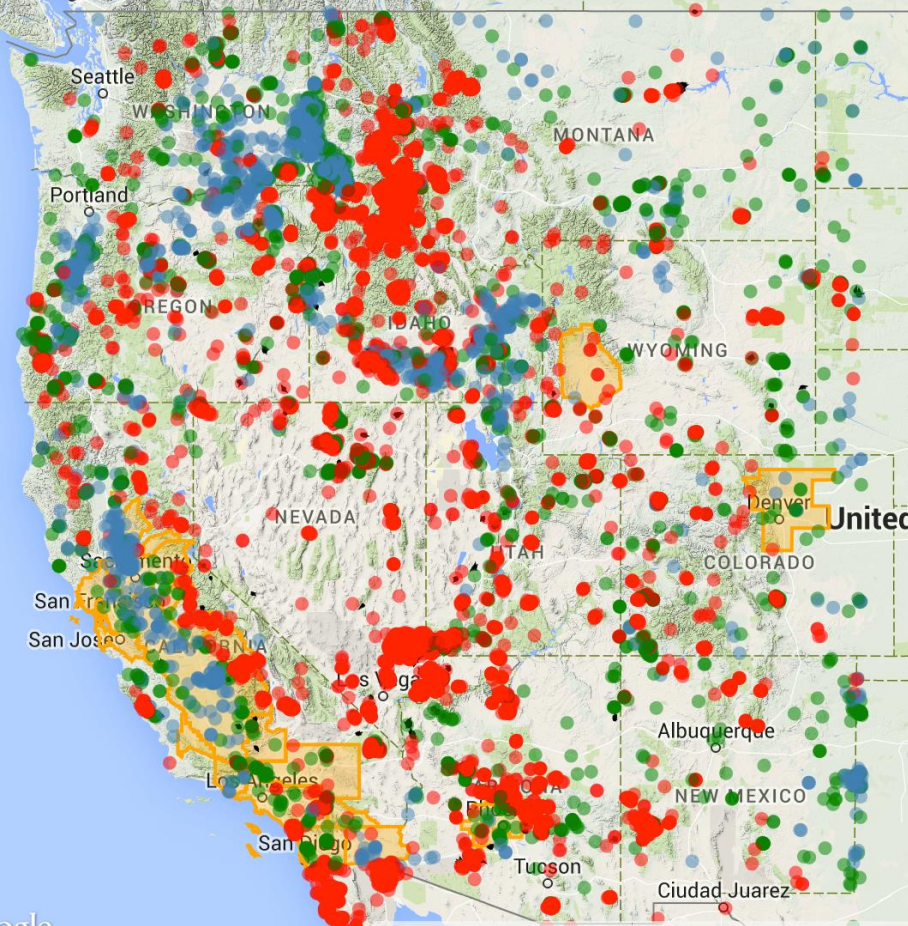 Seattle
WASHINGTON
MONTANA
Portland
OREGON
IDAHO
WYOMING
NEVADA
Denver
United
UTAH
COLORADO
Sacramento
San Francisco
San Jose
CALIFORNIA
Las Vegas
Albuquerque
Los Angeles
ARIZONA
NEW MEXICO
San Diego
Tucson
Ciudad Juarez